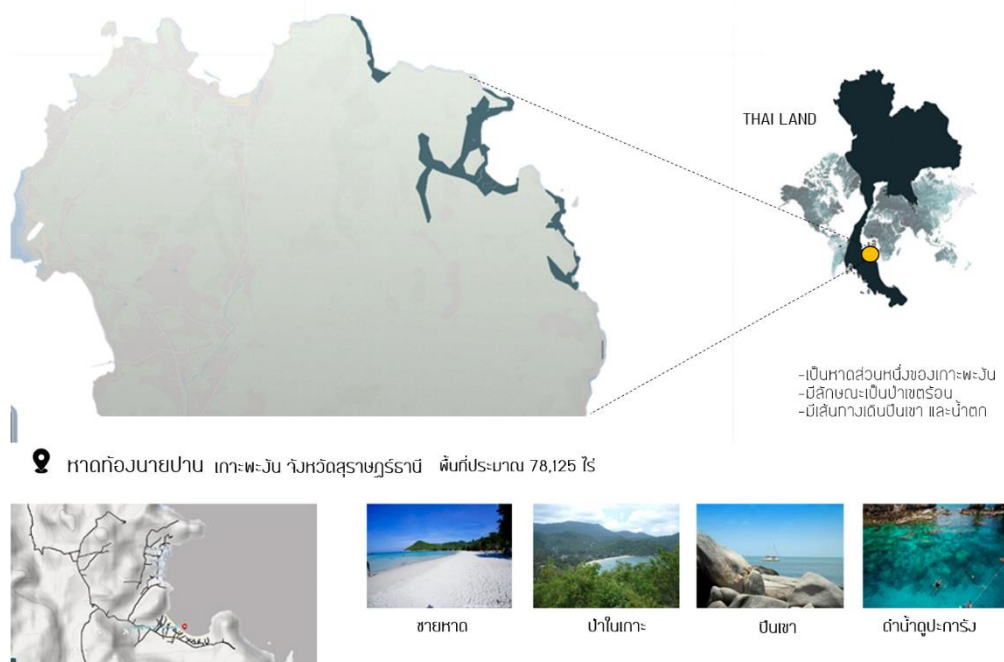 THAI LAND
-เป็นหาดส่วนหนึ่งของเกาะพะงัน
-มีลักษณะเป็นป่าเขตร้อน
-มีเส้นทางเดินปีนเขา และน้ำตก
หาดท้องนายปาน เกาะพะงัน จังหวัดสุราษฎร์ธานี พื้นที่ประมาณ 78,125 ไร่
ชายหาด
ป่าในเกาะ
ปีนเขา
ดำน้ำดูปะการัง